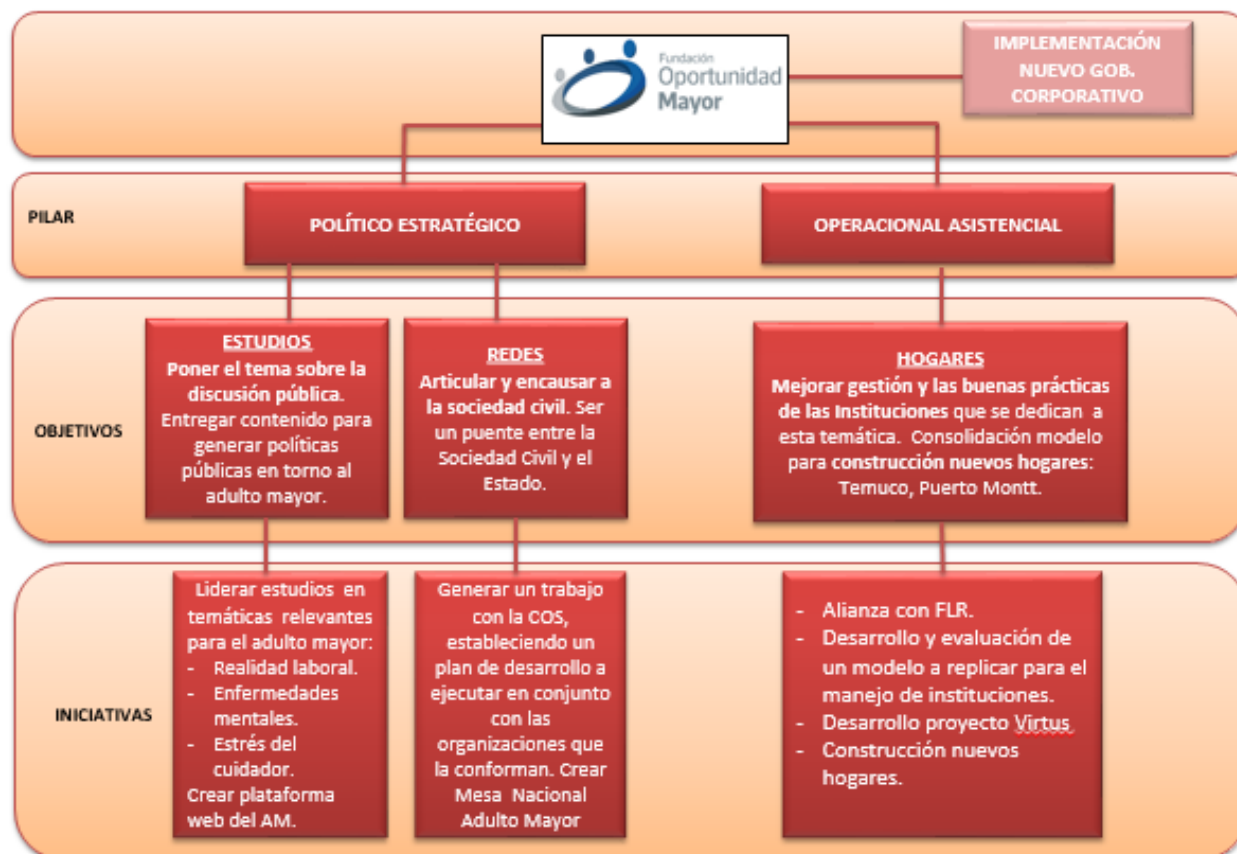 Fundación
Oportunidad
Mayor
IMPLEMENTACIÓN
NUEVO GOB.
CORPORATIVO
PILAR
POLÍTICO ESTRATÉGICO
OPERACIONAL ASISTENCIAL
OBJETIVOS
ESTUDIOS
Poner el tema sobre la
discusión pública.
Entregar contenido para
generar políticas
públicas en torno al
adulto mayor.
REDES
Articular y encausar a
la sociedad civil. Ser
un puente entre la
Sociedad Civil y el
Estado.
HOGARES
Mejorar gestión y las buenas prácticas
de las Instituciones que se dedican a
esta temática. Consolidación modelo
para construcción nuevos hogares:
Temuco, Puerto Montt.
INICIATIVAS
Liderar estudios en
temáticas relevantes
para el adulto mayor:
- Realidad laboral.
- Enfermedades
mentales.
- Estrés del
cuidador.
Crear plataforma
web del AM.
Generar un trabajo
con la COS,
estableciendo un
plan de desarrollo a
ejecutar en conjunto
con las
organizaciones que
la conforman. Crear
Mesa Nacional
Adulto Mayor
- Alianza con FLR.
- Desarrollo y evaluación de
un modelo a replicar para el
manejo de instituciones.
- Desarrollo proyecto Virtus
- Construcción nuevos
hogares.